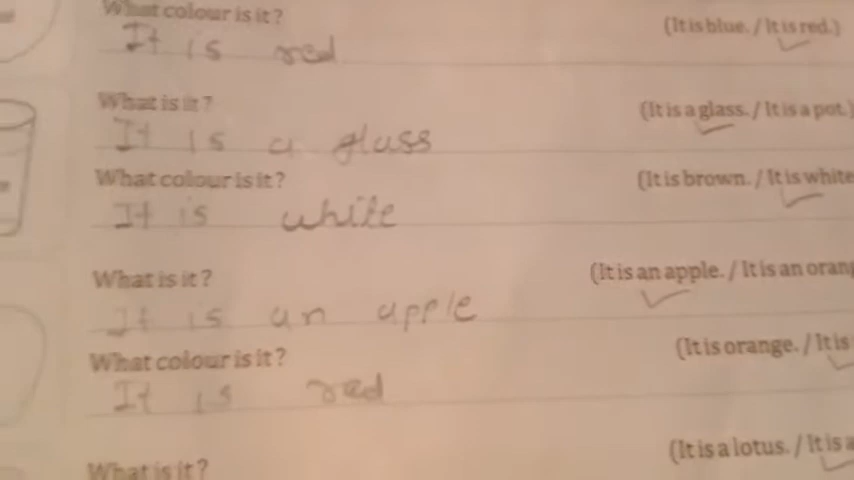 What colour is it? (It is blue. / It is red.)
It is red
What is it? (It is a glass. / It is a pot.)
It is a glass
What colour is it? (It is brown. / It is white
It is white
What is it? (It is an apple. / It is an oran
It is an apple
What colour is it? (It is orange. / It is
It is red
What is it? (It is a lotus. / It is a